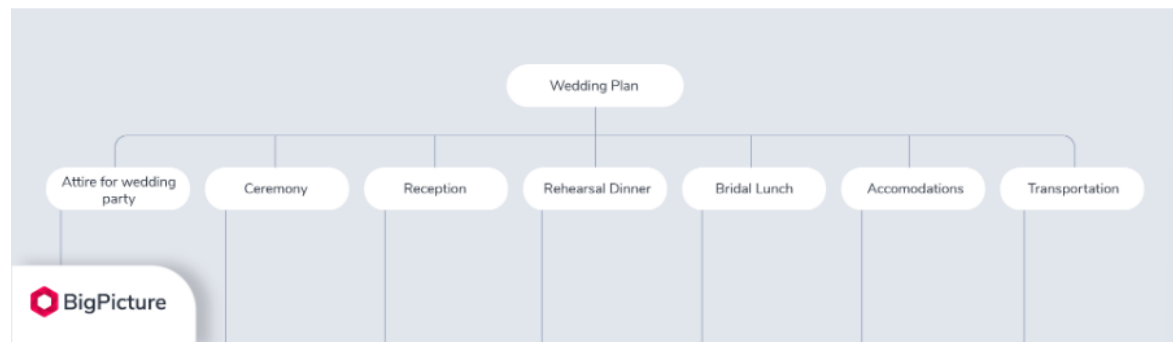 Wedding Plan
Attire for wedding
party
Ceremony
Reception
Rehearsal Dinner
Bridal Lunch
Accomodations
Transportation
BigPicture